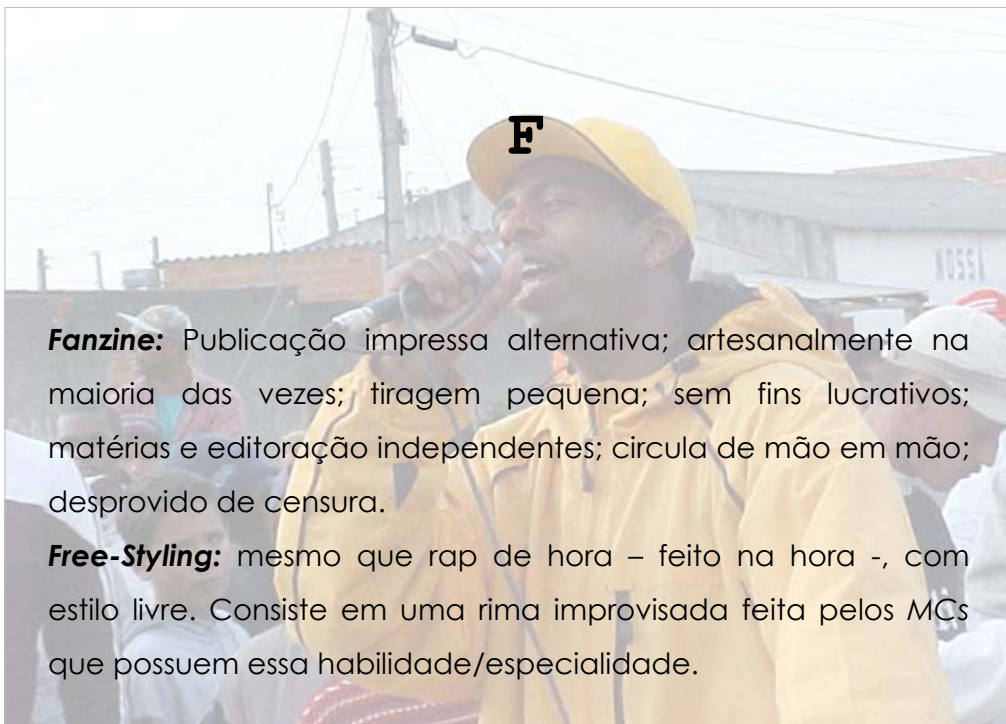 F
NOSSA
Fanzine: Publicação impressa alternativa; artesanalmente na
maioria das vezes; tiragem pequena; sem fins lucrativos;
matérias e editoração independentes; circula de mão em mão;
desprovido de censura.
Free-Styling: mesmo que rap de hora – feito na hora -, com
estilo livre. Consiste em uma rima improvisada feita pelos MCs
que possuem essa habilidade/especialidade.